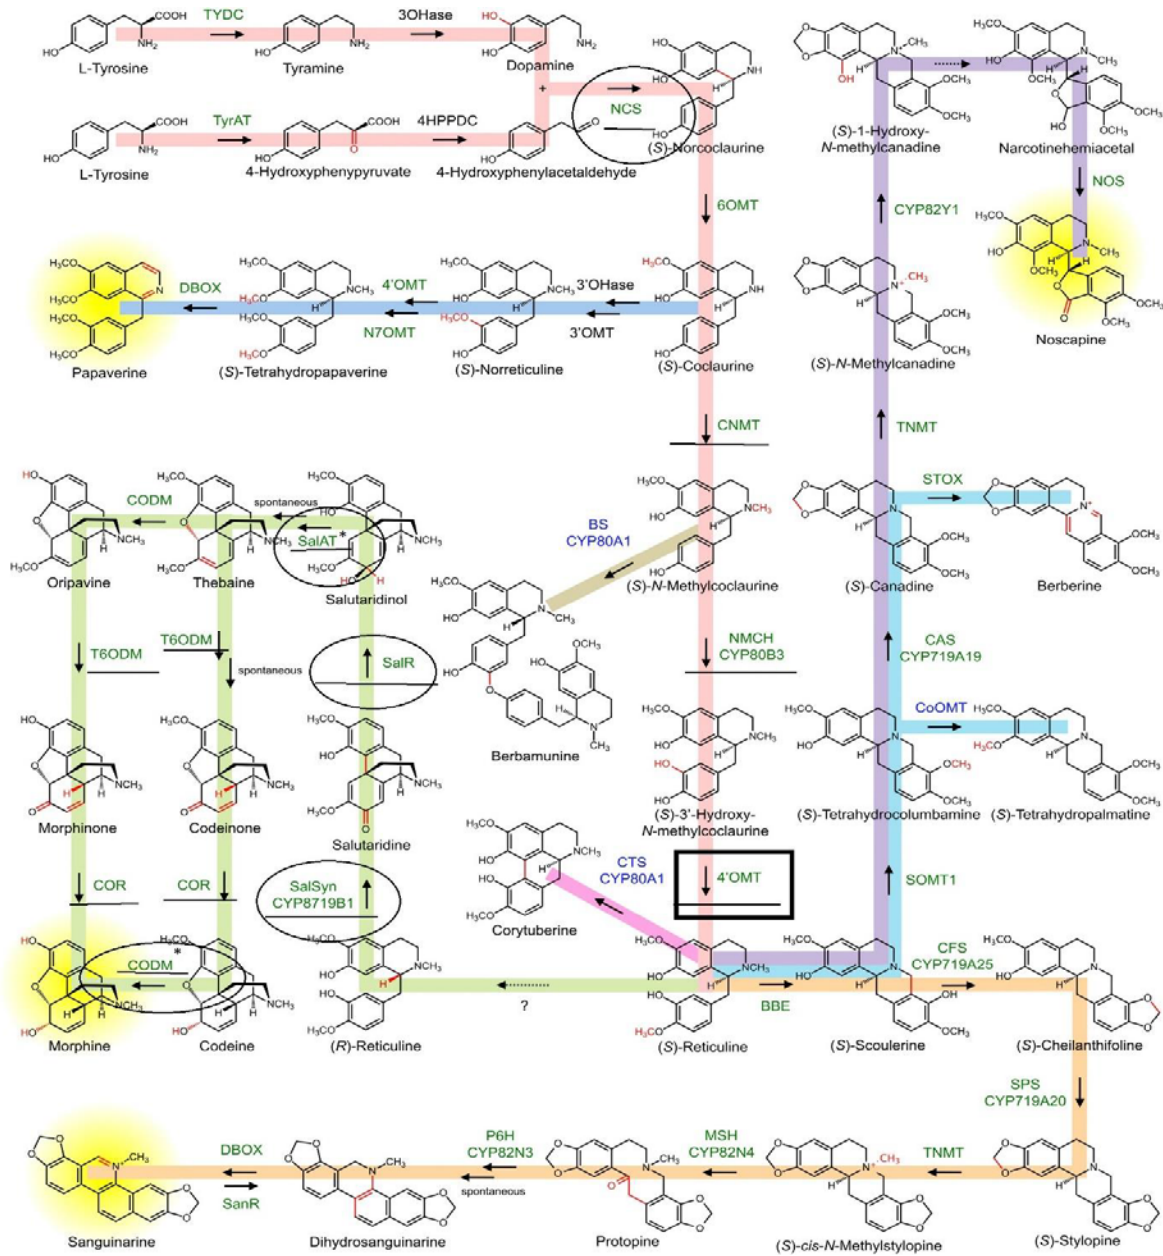 TYDC
3OHase
L-Tyrosine
Tyramine
Dopamine
TyrAT
4HPPDC
NCS
L-Tyrosine
4-Hydroxyphenypyruvate
4-Hydroxyphenylacetaldehyde
(S)-Norcoclaurine
(S)-1-Hydroxy-
N-methylcanadine
Narcotinehemiacetal
6OMT
CYP82Y1
NOS
DBOX
4'OMT
N7OMT
3'OHase
3'OMT
Papaverine
(S)-Tetrahydropapaverine
(S)-Norreticuline
(S)-Coclaurine
(S)-N-Methylcanadine
Noscapine
CNMT
TNMT
CODM
spontaneous
SalAT*
BS
CYP80A1
STOX
Oripavine
Thebaine
Salutaridinol
(S)-N-Methylcoclaurine
(S)-Canadine
Berberine
T6ODM
T6ODM
spontaneous
SalR
NMCH
CYP80B3
CAS
CYP719A19
CoOMT
Berbamunine
Morphinone
Codeinone
Salutaridine
(S)-3'-Hydroxy-
N-methylcoclaurine
(S)-Tetrahydrocolumbamine
(S)-Tetrahydropalmatine
COR
COR
SalSyn
CYP8719B1
CTS
CYP80A1
4'OMT
SOMT1
Corytuberine
CODM
*
CFS
CYP719A25
?
BBE
Morphine
Codeine
(R)-Reticuline
(S)-Reticuline
(S)-Scoulerine
(S)-Cheilanthifoline
SPS
CYP719A20
DBOX
SanR
P6H
CYP82N3
spontaneous
MSH
CYP82N4
TNMT
Sanguinarine
Dihydrosanguinarine
Protopine
(S)-cis-N-Methylstylopine
(S)-Stylopine